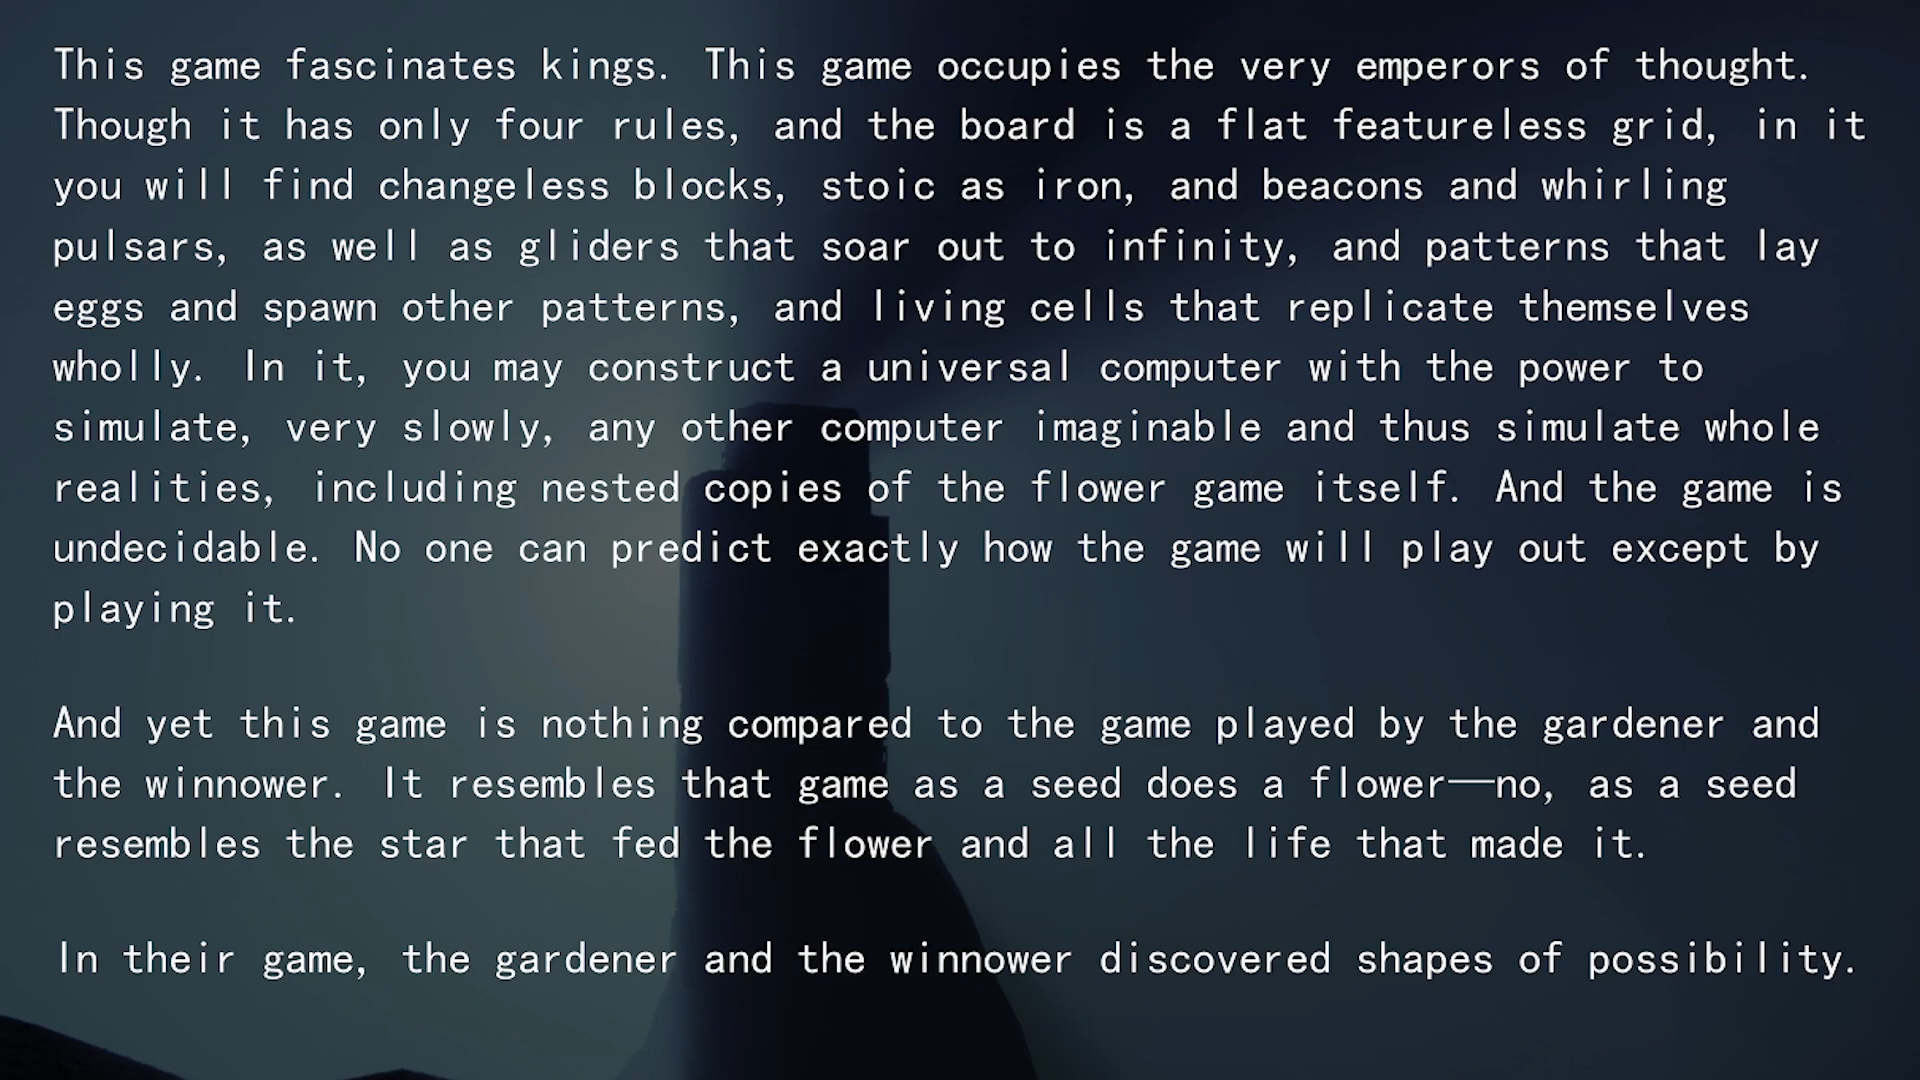 This game fascinates kings. This game occupies the very emperors of thought.
Though it has only four rules, and the board is a flat featureless grid, in it
you will find changeless blocks, stoic as iron, and beacons and whirling
pulsars, as well as gliders that soar out to infinity, and patterns that lay
eggs and spawn other patterns, and living cells that replicate themselves
wholly. In it, you may construct a universal computer with the power to
simulate, very slowly, any other computer imaginable and thus simulate whole
realities, including nested copies of the flower game itself. And the game is
undecidable. No one can predict exactly how the game will play out except by
playing it.
And yet this game is nothing compared to the game played by the gardener and
the winnower. It resembles that game as a seed does a flower—no, as a seed
resembles the star that fed the flower and all the life that made it.
In their game, the gardener and the winnower discovered shapes of possibility.